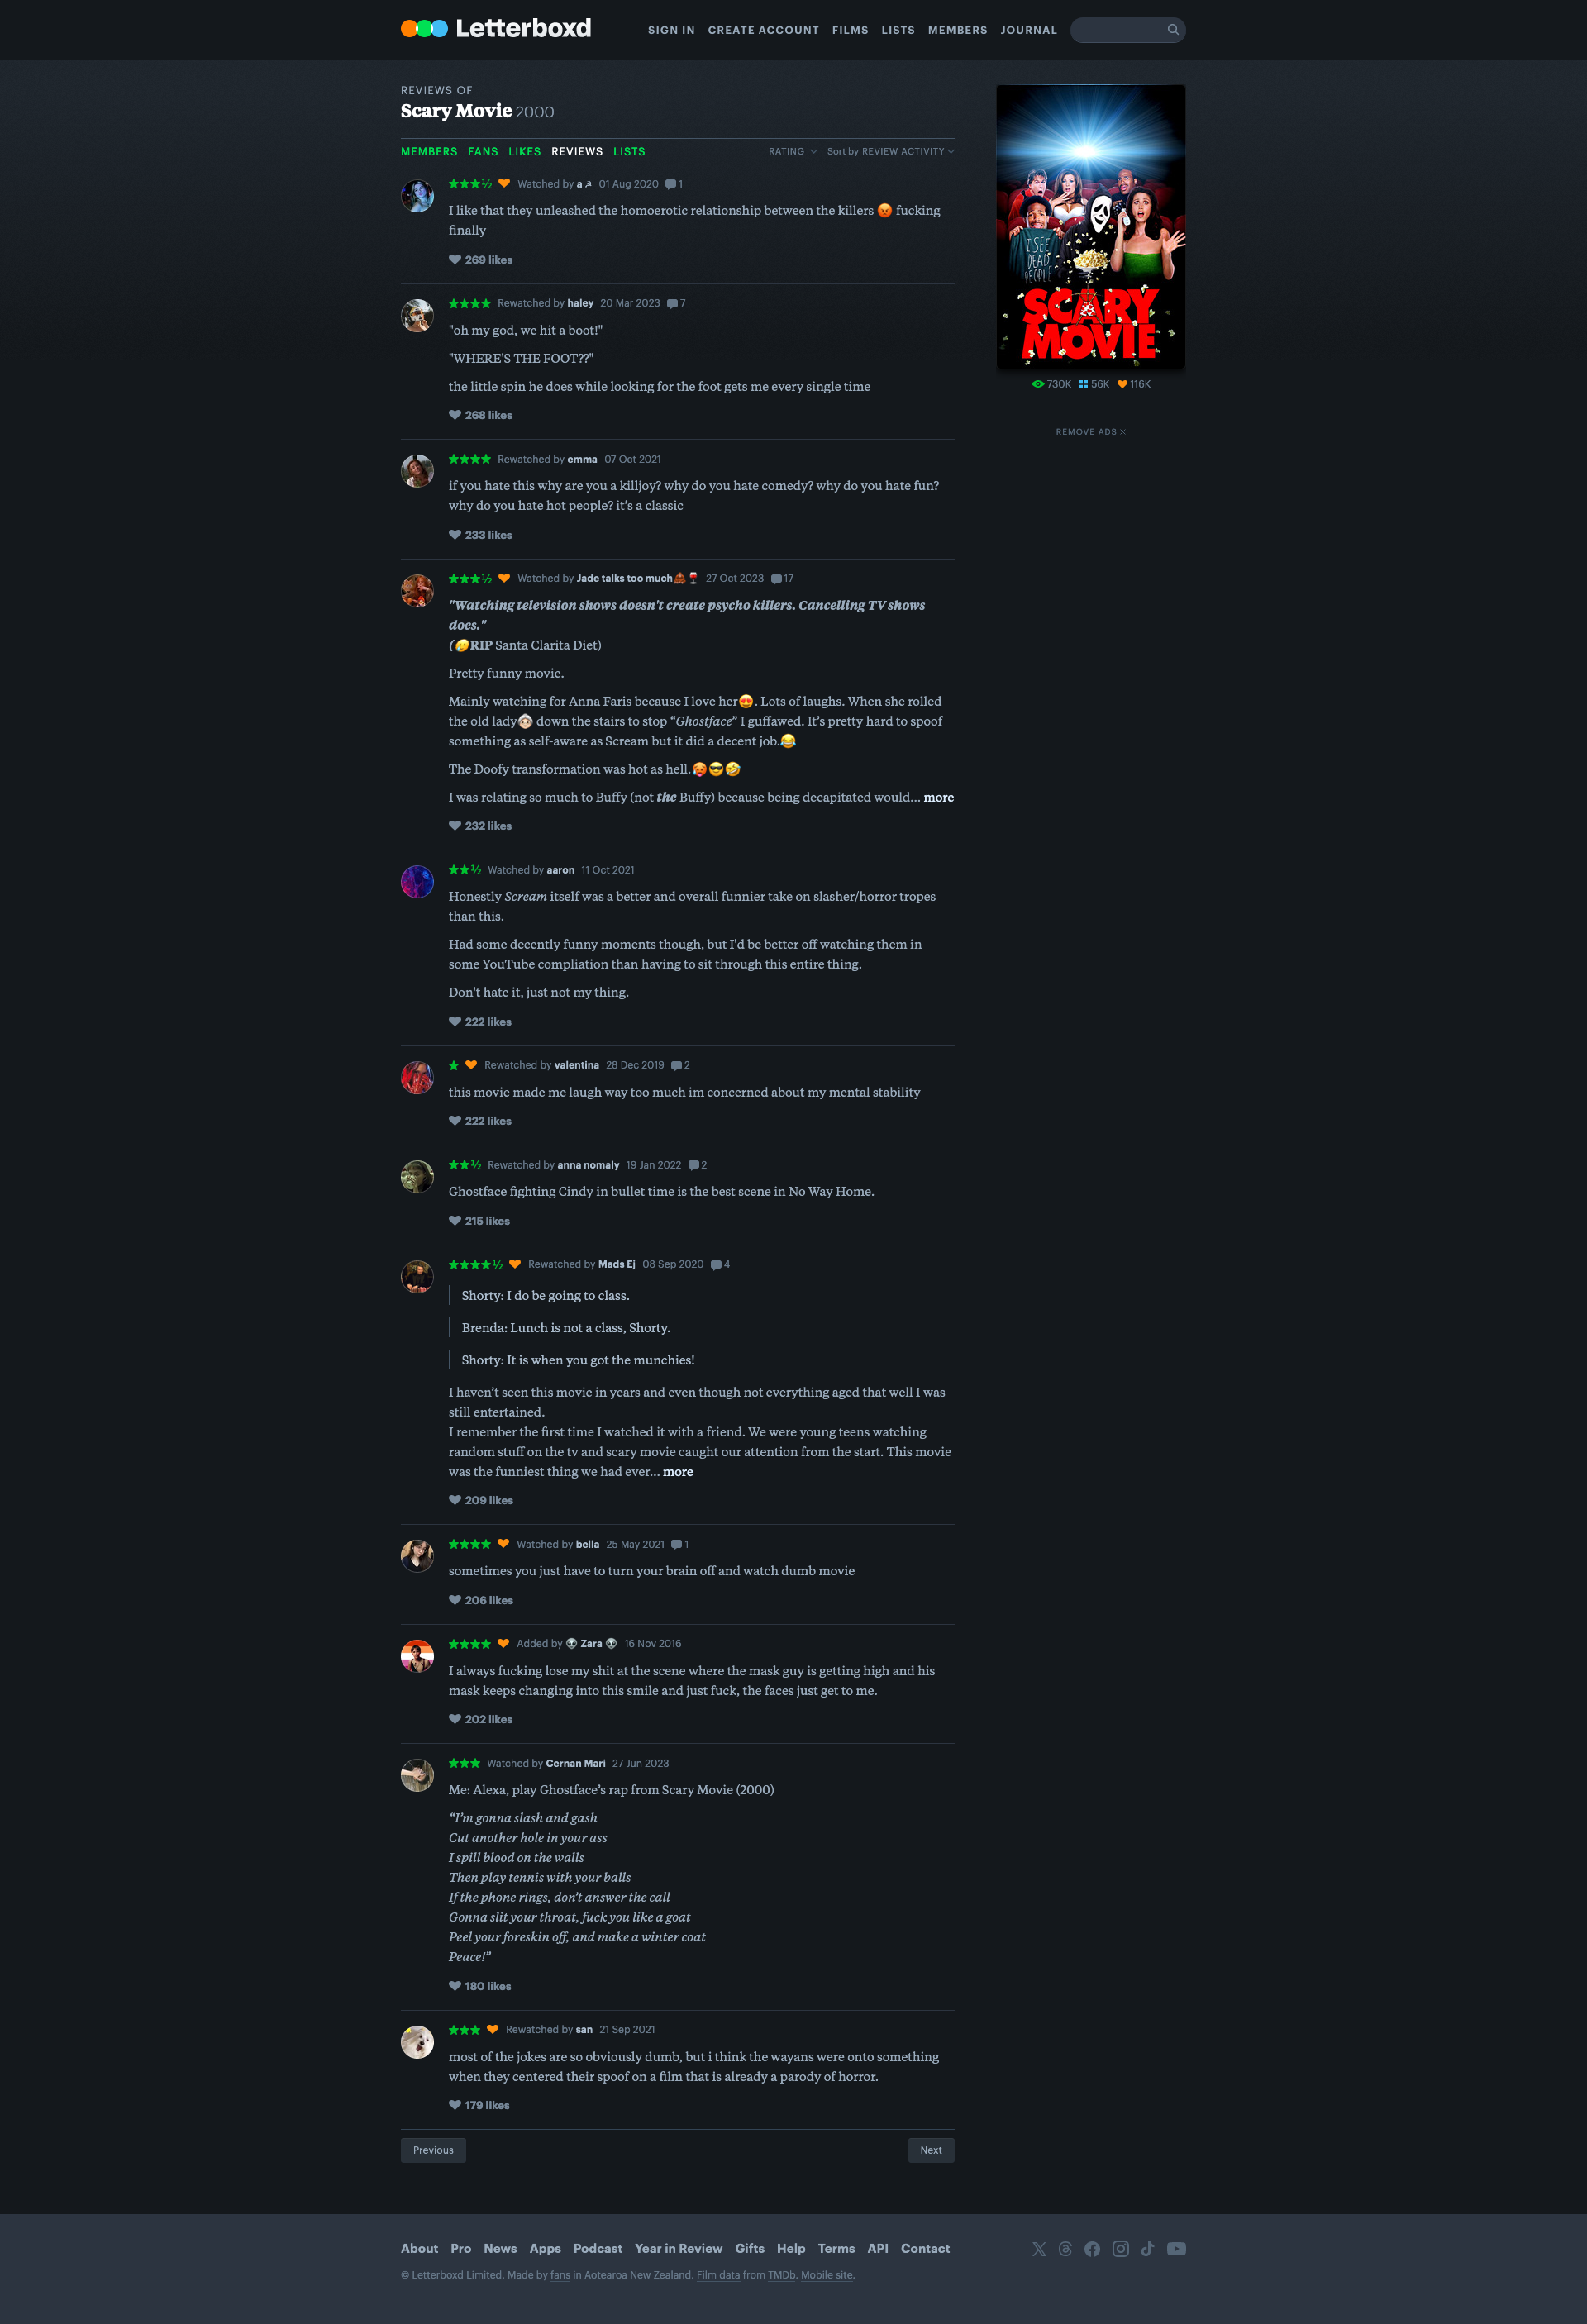 Letterboxd
SIGN IN CREATE ACCOUNT FILMS LISTS MEMBERS JOURNAL
REVIEWS OF
Scary Movie 2000
MEMBERS FANS LIKES REVIEWS LISTS RATING Sort by REVIEW ACTIVITY
★★★½ Watched by a ☭ 01 Aug 2020 1
I like that they unleashed the homoerotic relationship between the killers 😡 fucking
finally
269 likes
★★★★ Rewatched by haley 20 Mar 2023 7
"oh my god, we hit a boot!"
"WHERE'S THE FOOT??"
the little spin he does while looking for the foot gets me every single time
268 likes
★★★★ Rewatched by emma 07 Oct 2021
if you hate this why are you a killjoy? why do you hate comedy? why do you hate fun?
why do you hate hot people? it’s a classic
233 likes
★★★½ Watched by Jade talks too much🙈🍷 27 Oct 2023 17
"Watching television shows doesn't create psycho killers. Cancelling TV shows
does."
(🥲RIP Santa Clarita Diet)
Pretty funny movie.
Mainly watching for Anna Faris because I love her😍. Lots of laughs. When she rolled
the old lady👵🏻 down the stairs to stop “Ghostface” I guffawed. It’s pretty hard to spoof
something as self-aware as Scream but it did a decent job.😂
The Doofy transformation was hot as hell.🥵😎🤣
I was relating so much to Buffy (not the Buffy) because being decapitated would… more
232 likes
★★½ Watched by aaron 11 Oct 2021
Honestly Scream itself was a better and overall funnier take on slasher/horror tropes
than this.
Had some decently funny moments though, but I'd be better off watching them in
some YouTube compliation than having to sit through this entire thing.
Don't hate it, just not my thing.
222 likes
★ Rewatched by valentina 28 Dec 2019 2
this movie made me laugh way too much im concerned about my mental stability
222 likes
★★½ Rewatched by anna nomaly 19 Jan 2022 2
Ghostface fighting Cindy in bullet time is the best scene in No Way Home.
215 likes
★★★★½ Rewatched by Mads Ej 08 Sep 2020 4
Shorty: I do be going to class.
Brenda: Lunch is not a class, Shorty.
Shorty: It is when you got the munchies!
I haven’t seen this movie in years and even though not everything aged that well I was
still entertained.
I remember the first time I watched it with a friend. We were young teens watching
random stuff on the tv and scary movie caught our attention from the start. This movie
was the funniest thing we had ever… more
209 likes
★★★★ Watched by bella 25 May 2021 1
sometimes you just have to turn your brain off and watch dumb movie
206 likes
★★★★ Added by 👽 Zara 👽 16 Nov 2016
I always fucking lose my shit at the scene where the mask guy is getting high and his
mask keeps changing into this smile and just fuck, the faces just get to me.
202 likes
★★★ Watched by Cernan Mari 27 Jun 2023
Me: Alexa, play Ghostface’s rap from Scary Movie (2000)
“I’m gonna slash and gash
Cut another hole in your ass
I spill blood on the walls
Then play tennis with your balls
If the phone rings, don’t answer the call
Gonna slit your throat, fuck you like a goat
Peel your foreskin off, and make a winter coat
Peace!”
180 likes
★★★ Rewatched by san 21 Sep 2021
most of the jokes are so obviously dumb, but i think the wayans were onto something
when they centered their spoof on a film that is already a parody of horror.
179 likes
Previous Next
I SEE
DEAD
PEOPLE
SCARY
MOVIE
730K 56K 116K
REMOVE ADS
About Pro News Apps Podcast Year in Review Gifts Help Terms API Contact
© Letterboxd Limited. Made by fans in Aotearoa New Zealand. Film data from TMDb. Mobile site.